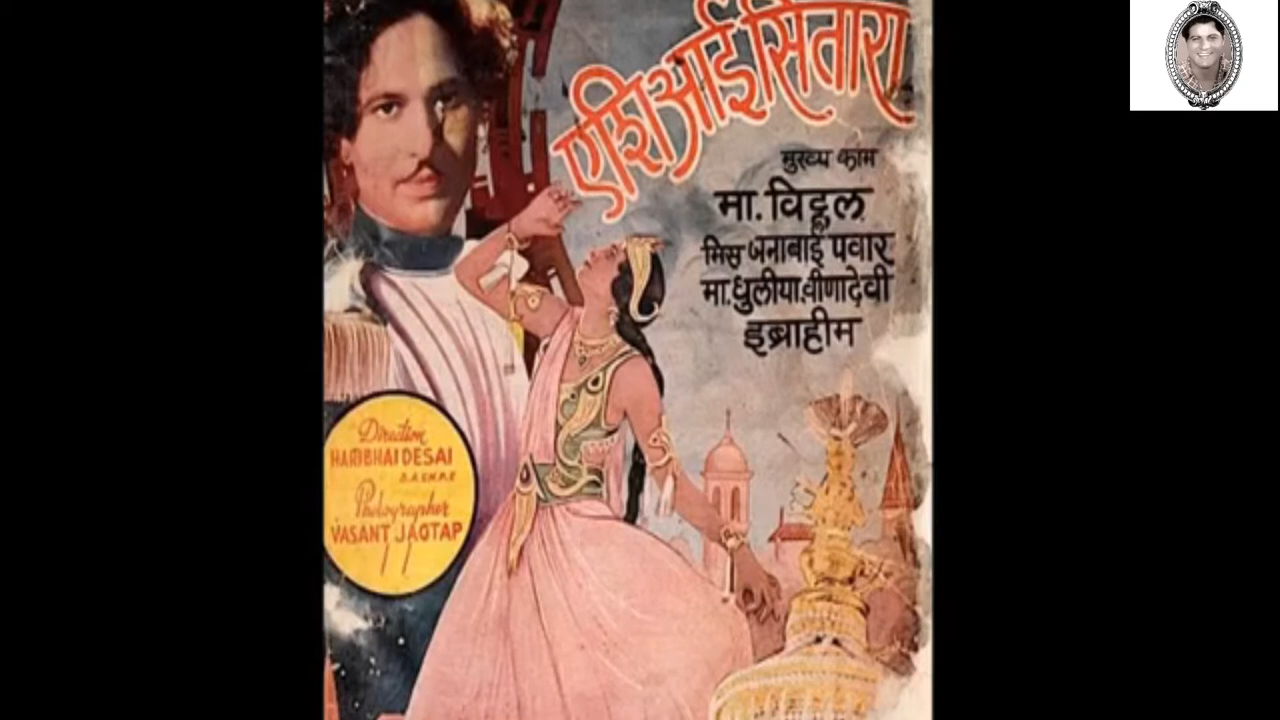 एशिआई सितारा
मुख्य काम
मा. विठ्ठल
मिस जनाबाई पवार
मा. धुलीया. वीणादेवी
इब्राहीम
Direction
HARIBHAI DESAI
Photographer
VASANT JAGTAP